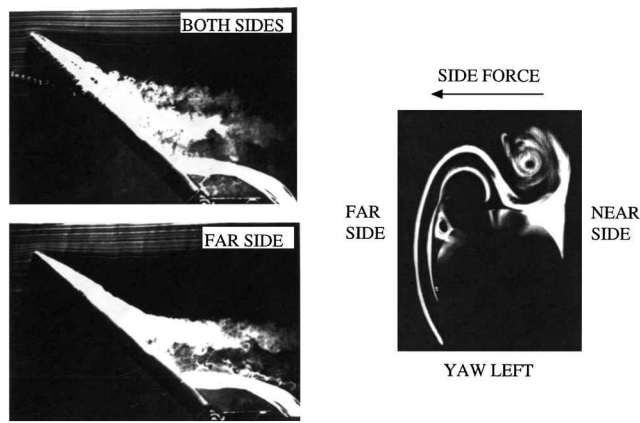 BOTH SIDES
FAR SIDE
SIDE FORCE
FAR
SIDE
NEAR
SIDE
YAW LEFT